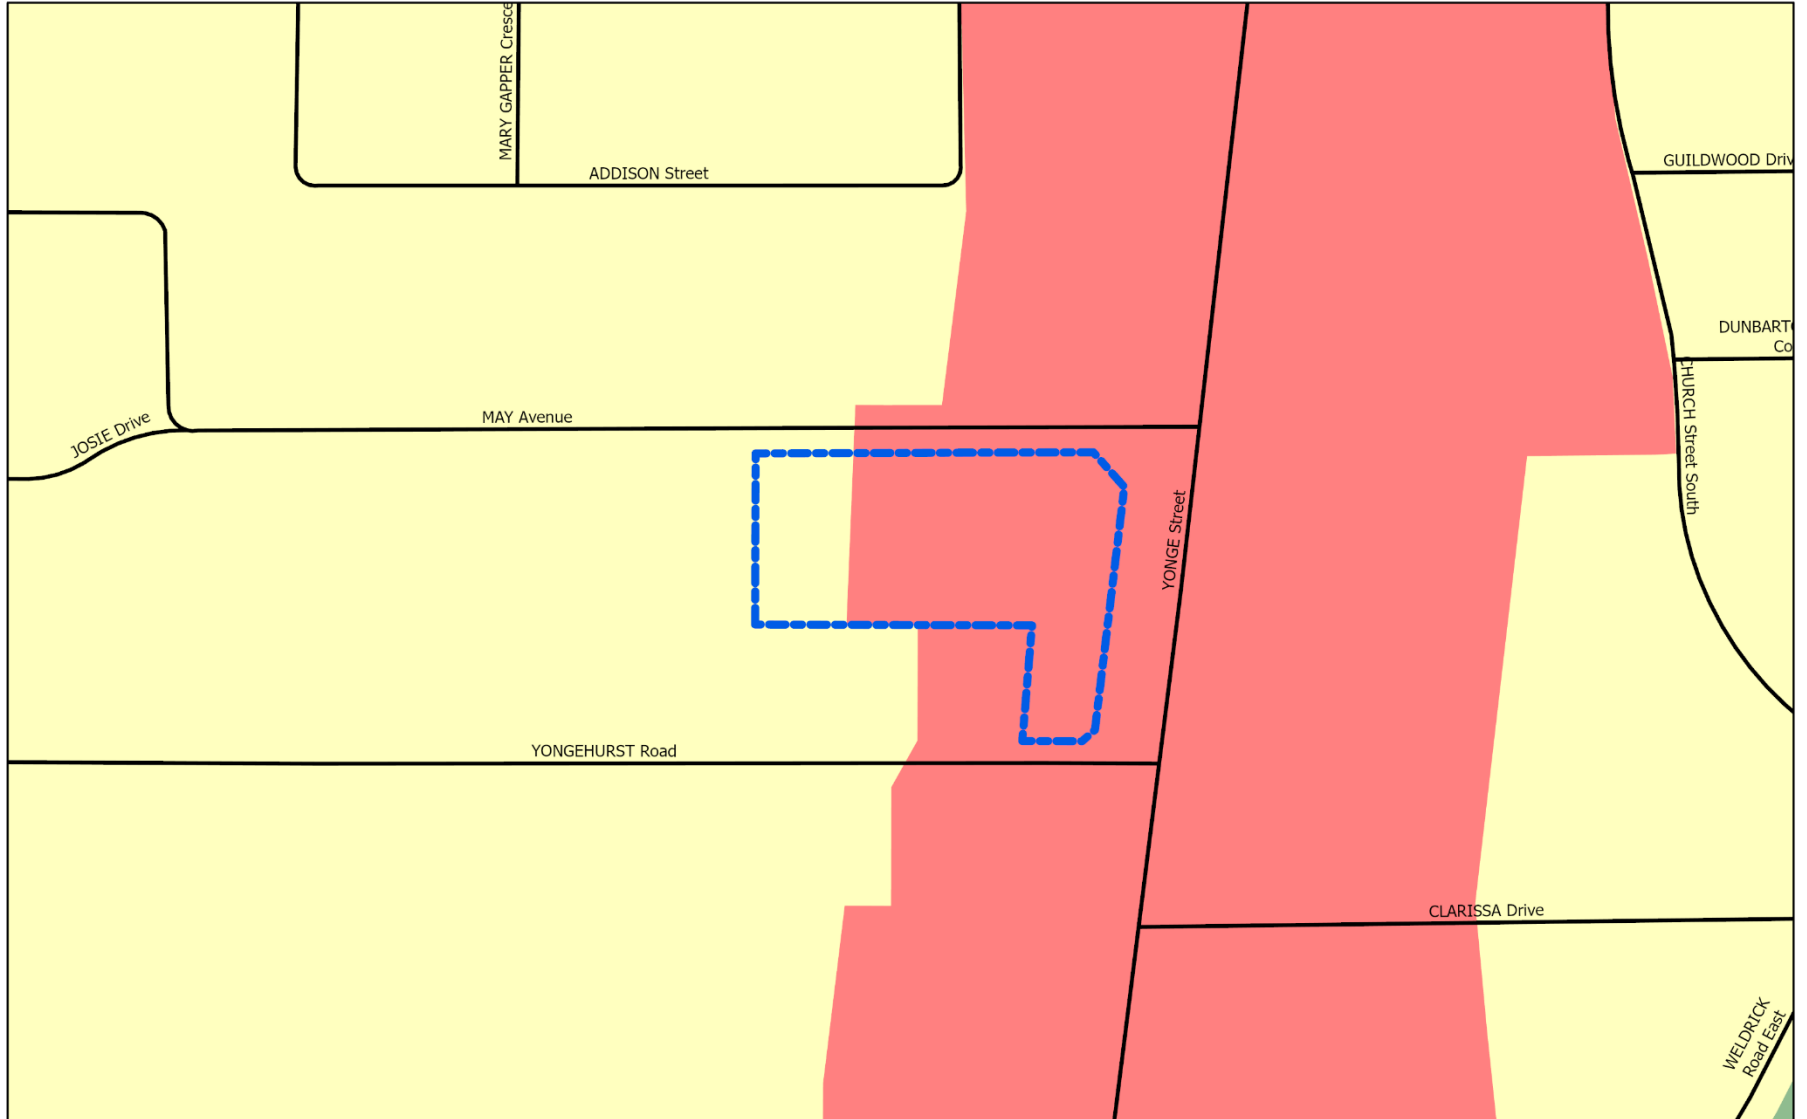 MARY GAPPER Cresce
ADDISON Street
GUILDWOOD Driv
DUNBART
Co
CHURCH Street South
MAY Avenue
JOSIE Drive
YONGE Street
YONGEHURST Road
CLARISSA Drive
WELDRICK
Road East